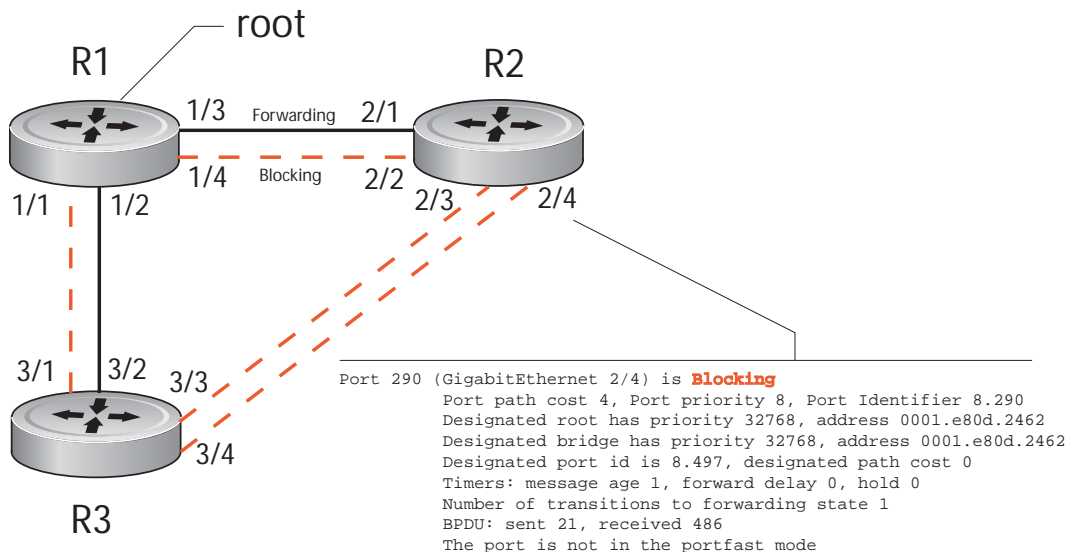 root
R1
R2
1/3
Forwarding
2/1
1/4
Blocking
2/2
1/1
1/2
2/3
2/4
3/1
3/2
3/3
3/4
R3
Port 290 (GigabitEthernet 2/4) is Blocking
Port path cost 4, Port priority 8, Port Identifier 8.290
Designated root has priority 32768, address 0001.e80d.2462
Designated bridge has priority 32768, address 0001.e80d.2462
Designated port id is 8.497, designated path cost 0
Timers: message age 1, forward delay 0, hold 0
Number of transitions to forwarding state 1
BPDU: sent 21, received 486
The port is not in the portfast mode